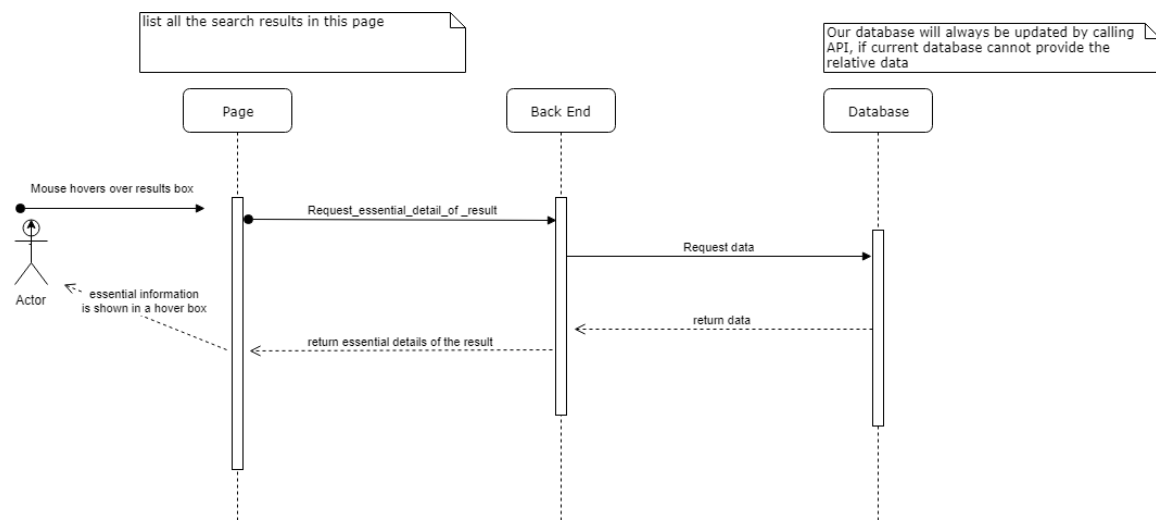 list all the search results in this page
Our database will always be updated by calling
API, if current database cannot provide the
relative data
Page
Back End
Database
Mouse hovers over results box
Request_essential_detail_of _result
Request data
Actor
essential information
is shown in a hover box
return data
return essential details of the result